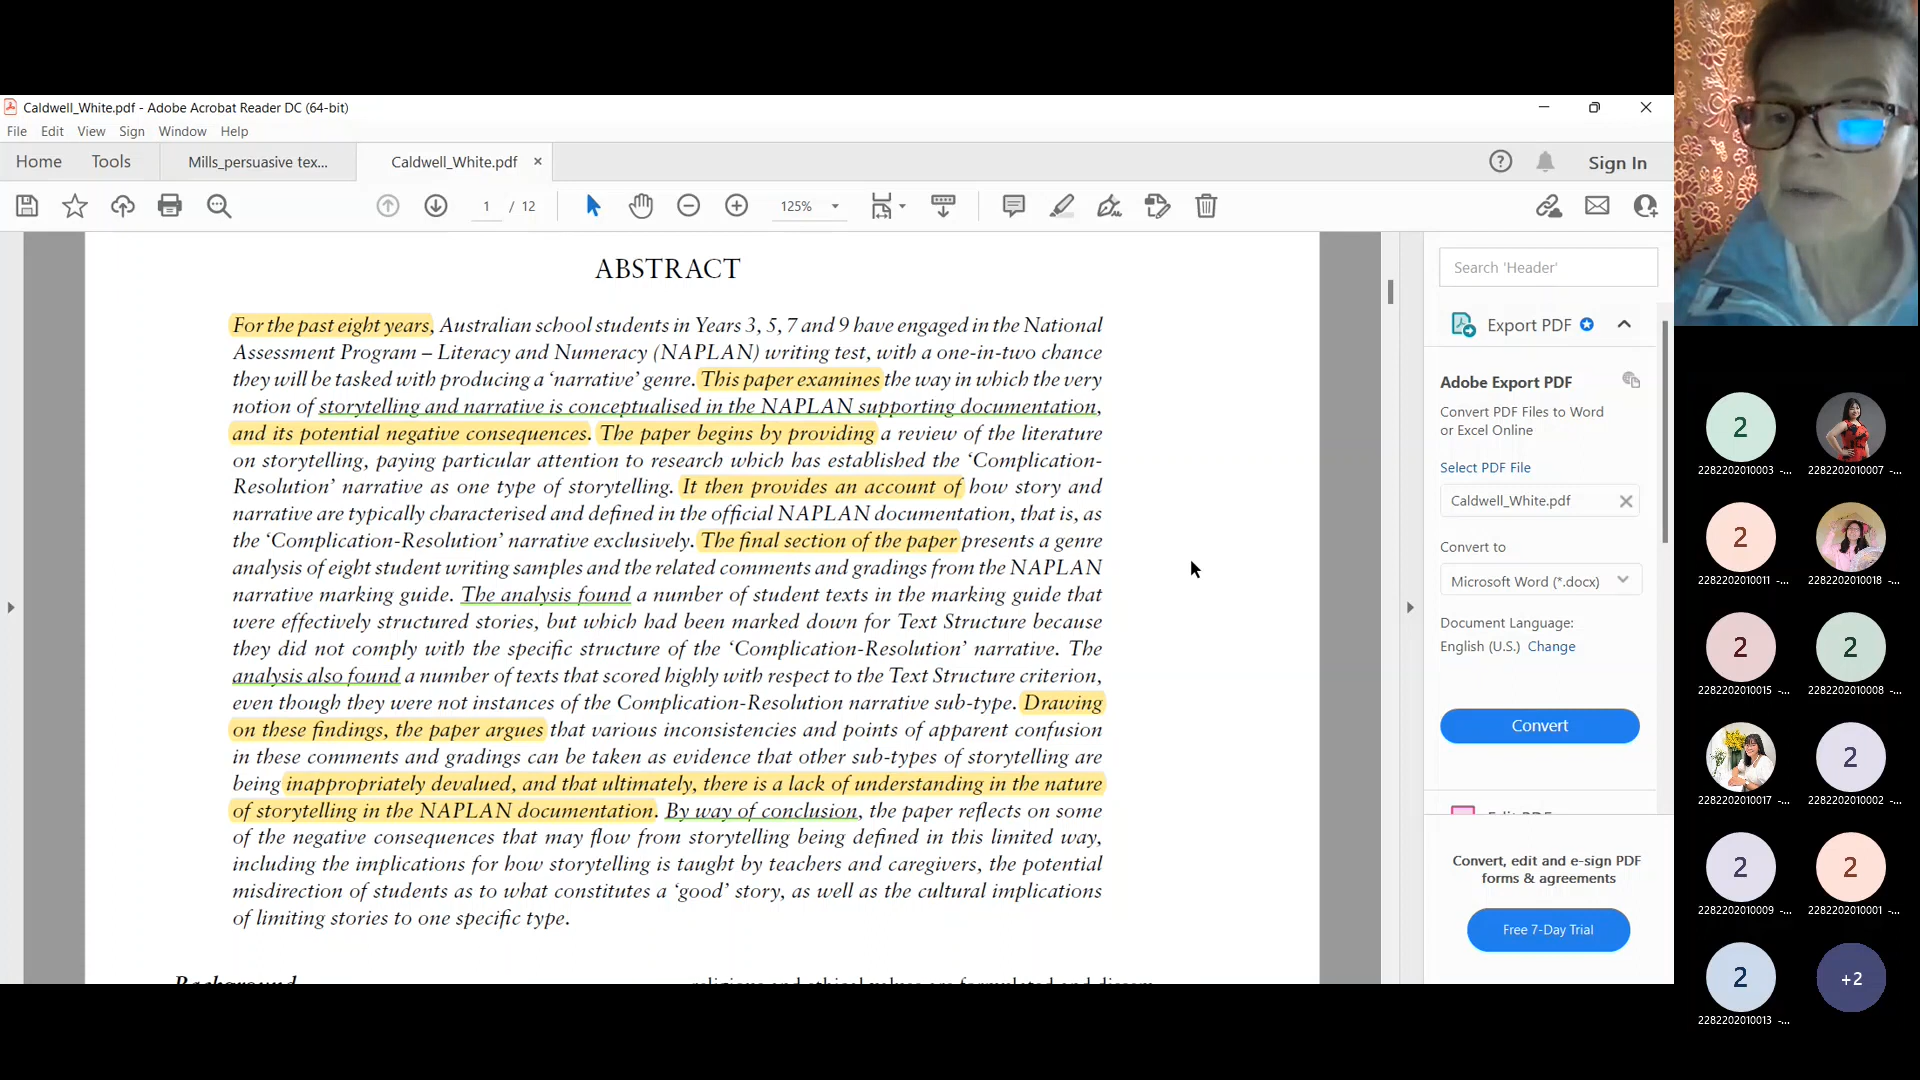 Caldwell_White.pdf - Adobe Acrobat Reader DC (64-bit)
File Edit View Sign Window Help
Home Tools Mills_persuasive tex... Caldwell_White.pdf Sign In
1 / 12 125%
ABSTRACT
For the past eight years, Australian school students in Years 3, 5, 7 and 9 have engaged in the National
Assessment Program – Literacy and Numeracy (NAPLAN) writing test, with a one-in-two chance
they will be tasked with producing a ‘narrative’ genre. This paper examines the way in which the very
notion of storytelling and narrative is conceptualised in the NAPLAN supporting documentation,
and its potential negative consequences. The paper begins by providing a review of the literature
on storytelling, paying particular attention to research which has established the ‘Complication-
Resolution’ narrative as one type of storytelling. It then provides an account of how story and
narrative are typically characterised and defined in the official NAPLAN documentation, that is, as
the ‘Complication-Resolution’ narrative exclusively. The final section of the paper presents a genre
analysis of eight student writing samples and the related comments and gradings from the NAPLAN
narrative marking guide. The analysis found a number of student texts in the marking guide that
were effectively structured stories, but which had been marked down for Text Structure because
they did not comply with the specific structure of the ‘Complication-Resolution’ narrative. The
analysis also found a number of texts that scored highly with respect to the Text Structure criterion,
even though they were not instances of the Complication-Resolution narrative sub-type. Drawing
on these findings, the paper argues that various inconsistencies and points of apparent confusion
in these comments and gradings can be taken as evidence that other sub-types of storytelling are
being inappropriately devalued, and that ultimately, there is a lack of understanding in the nature
of storytelling in the NAPLAN documentation. By way of conclusion, the paper reflects on some
of the negative consequences that may flow from storytelling being defined in this limited way,
including the implications for how storytelling is taught by teachers and caregivers, the potential
misdirection of students as to what constitutes a ‘good’ story, as well as the cultural implications
of limiting stories to one specific type.
Background
Search 'Header'
Export PDF
Adobe Export PDF
Convert PDF Files to Word
or Excel Online
Select PDF File
Caldwell_White.pdf
Convert to
Microsoft Word (*.docx)
Document Language:
English (U.S.) Change
Convert
Edit PDF
Convert, edit and e-sign PDF
forms & agreements
Free 7-Day Trial
2
2282202010003 -... 2282202010007 -...
2
2282202010011 -... 2282202010018 -...
2 2
2282202010015 -... 2282202010008 -...
2
2282202010017 -... 2282202010002 -...
2 2
2282202010009 -... 2282202010001 -...
2 +2
2282202010013 -...